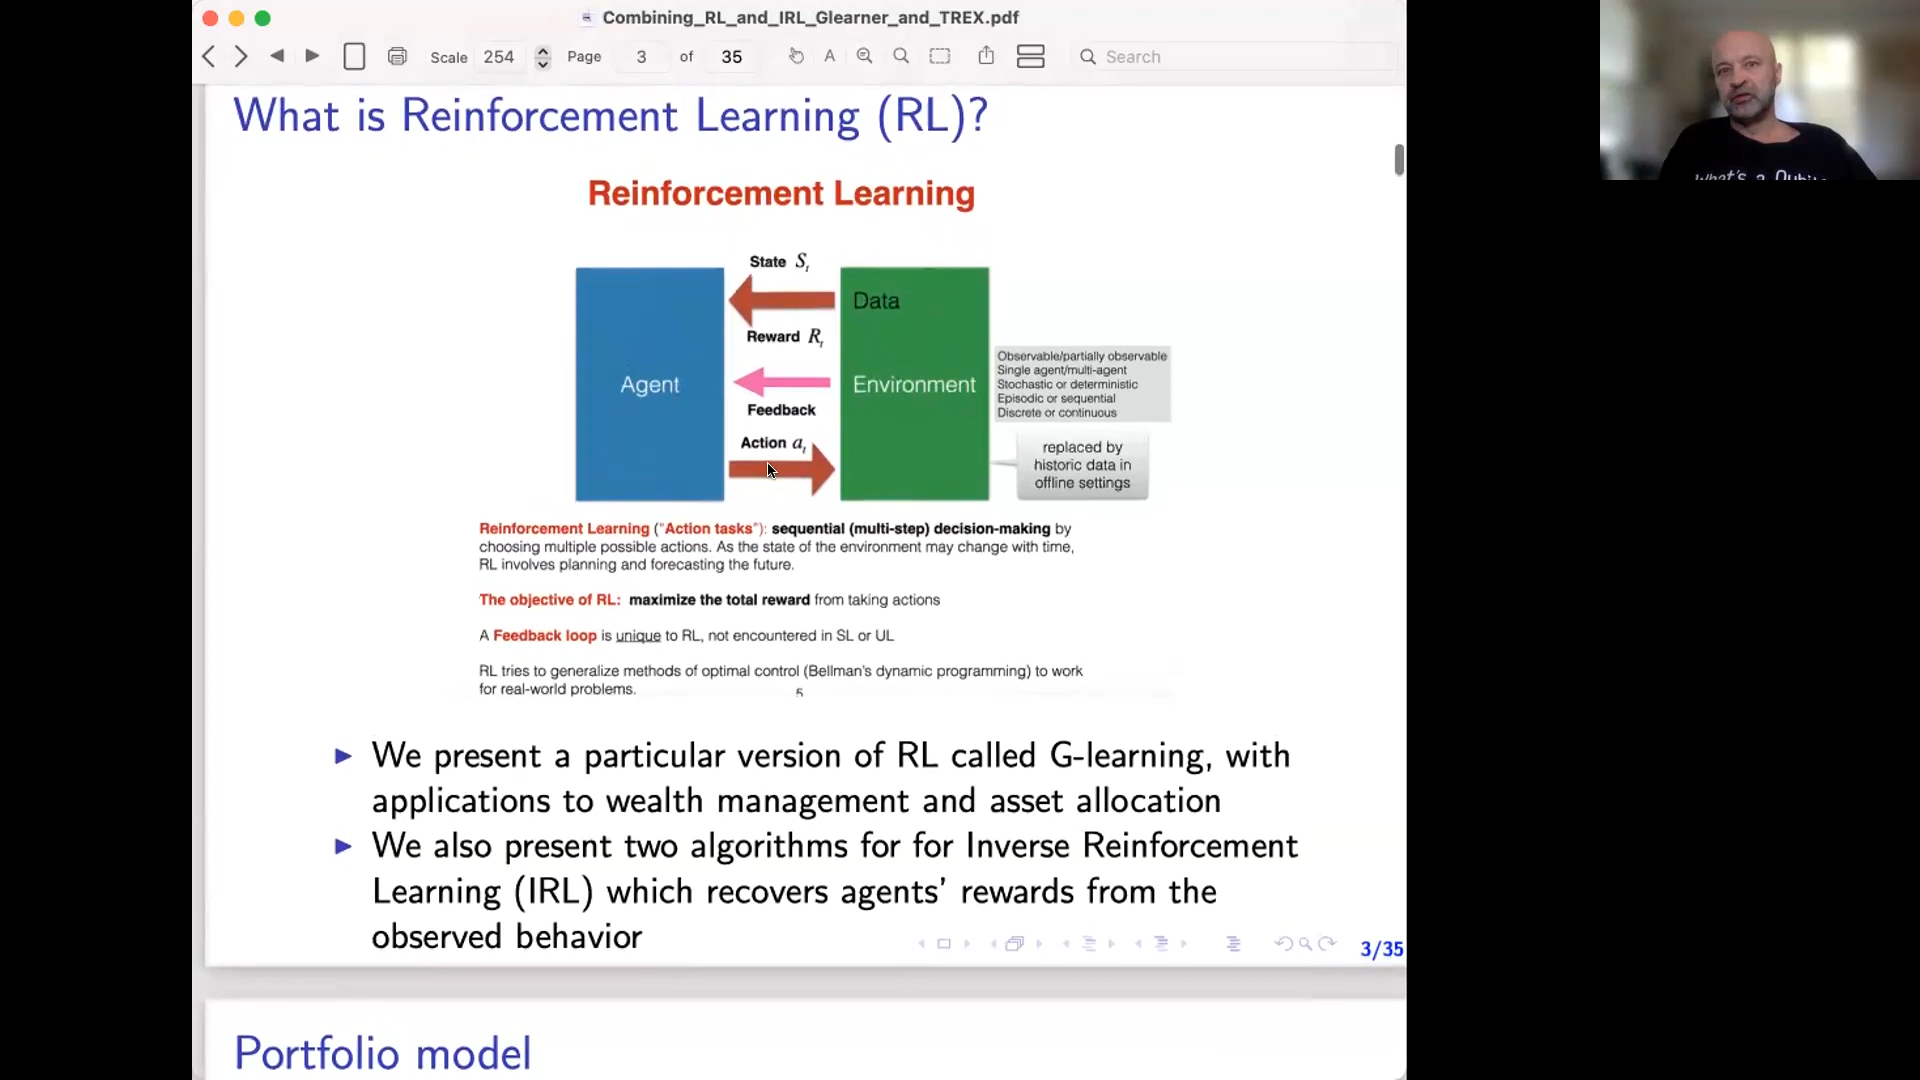 Combining_RL_and_IRL_Glearner_and_TREX.pdf
Scale 254 Page 3 of 35 A Search
What is Reinforcement Learning (RL)?
Reinforcement Learning
State St
Data
Reward Rt
Agent
Environment
Feedback
Action at
Observable/partially observable
Single agent/multi-agent
Stochastic or deterministic
Episodic or sequential
Discrete or continuous
replaced by
historic data in
offline settings
Reinforcement Learning ("Action tasks"): sequential (multi-step) decision-making by
choosing multiple possible actions. As the state of the environment may change with time,
RL involves planning and forecasting the future.
The objective of RL: maximize the total reward from taking actions
A Feedback loop is unique to RL, not encountered in SL or UL
RL tries to generalize methods of optimal control (Bellman's dynamic programming) to work
for real-world problems.
5
We present a particular version of RL called G-learning, with
applications to wealth management and asset allocation
We also present two algorithms for for Inverse Reinforcement
Learning (IRL) which recovers agents' rewards from the
observed behavior
3/35
Portfolio model
What's a